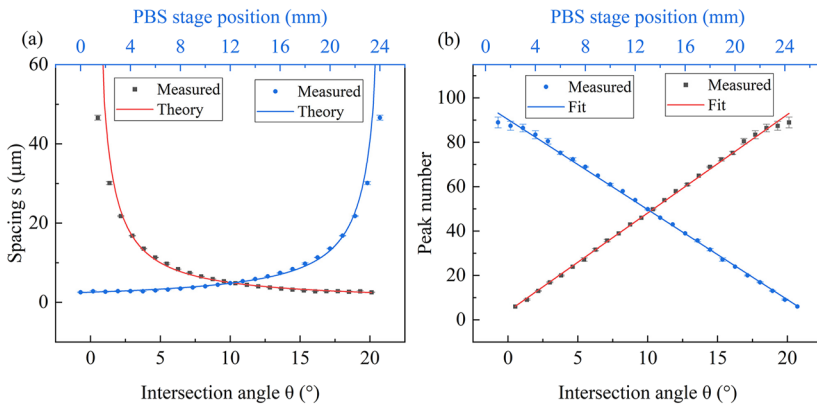 PBS stage position (mm)
(a)
0 4 8 12 16 20 24
Measured
Theory
Measured
Theory
Spacing s (μm)
60
40
20
0
0 5 10 15 20
Intersection angle θ (°)
PBS stage position (mm)
(b)
0 4 8 12 16 20 24
Measured
Fit
Measured
Fit
Peak number
100
80
60
40
20
0
0 5 10 15 20
Intersection angle θ (°)